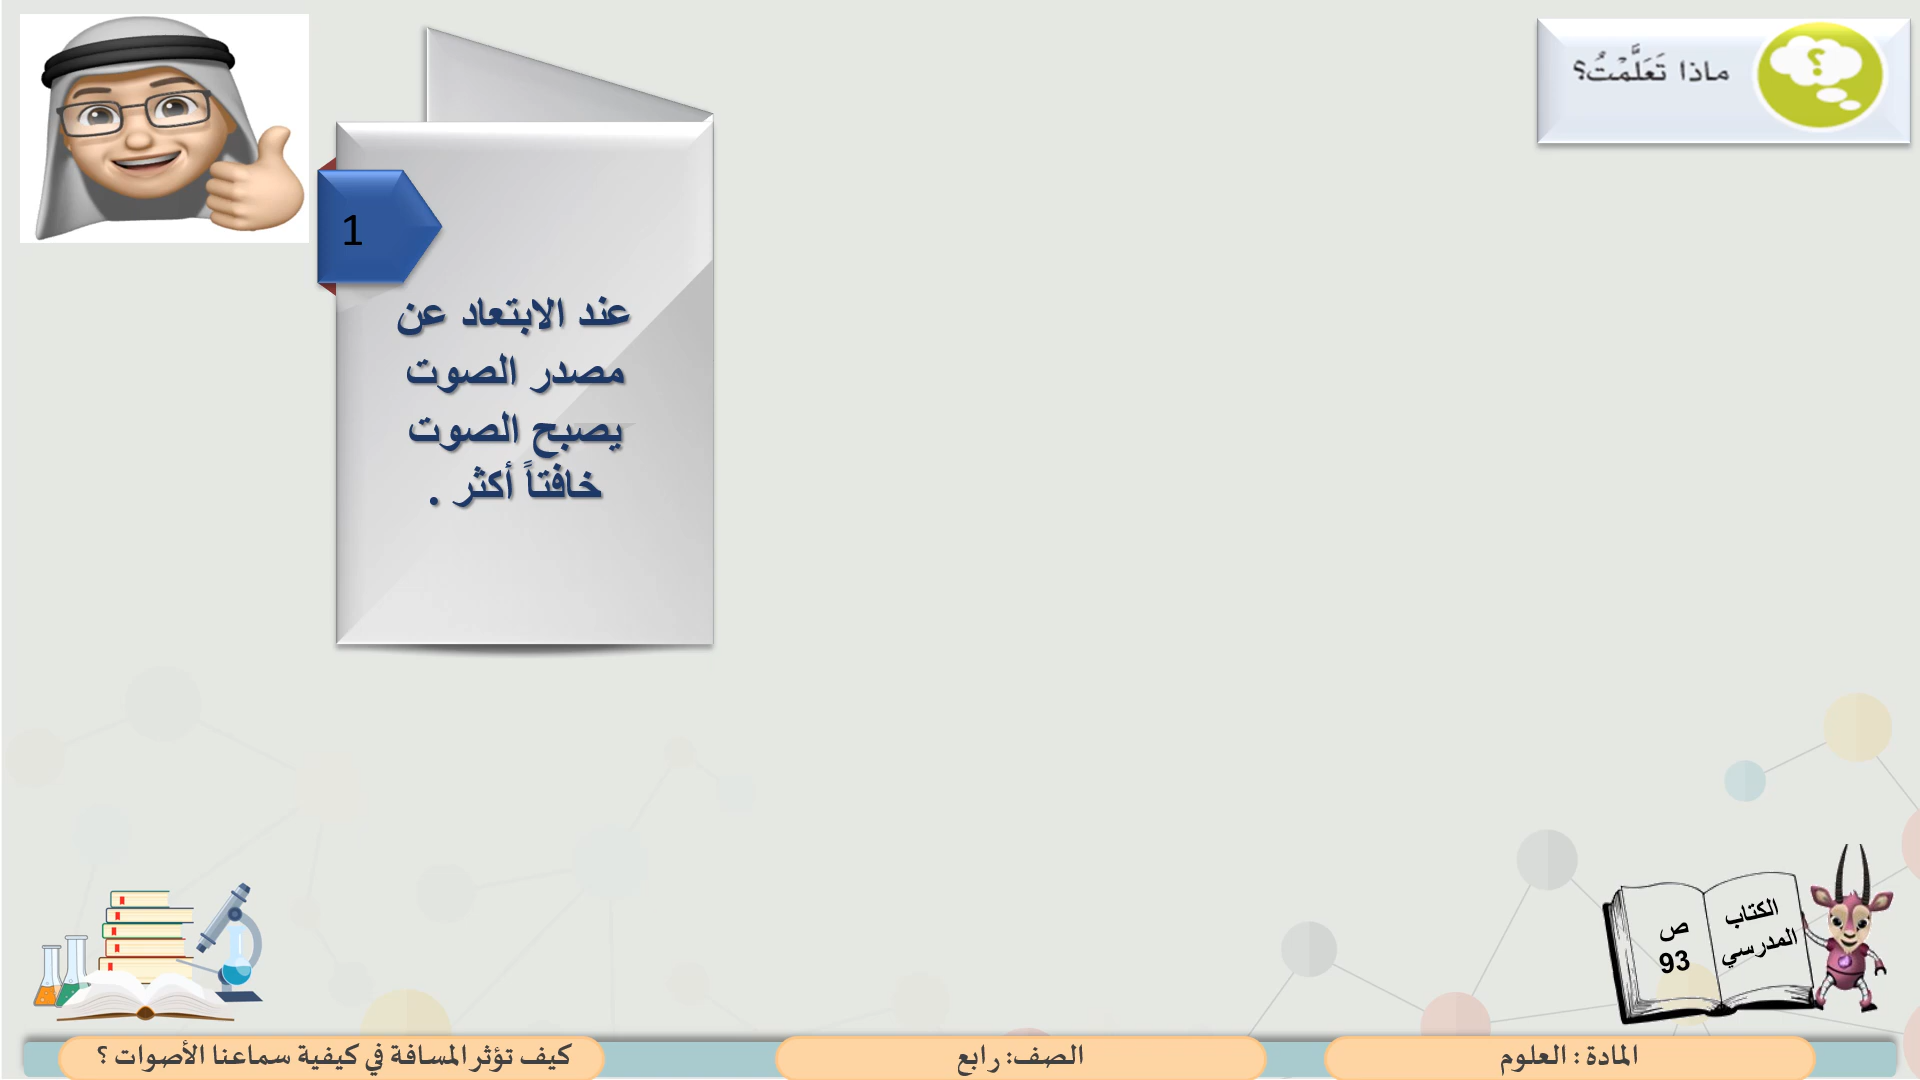 ماذا تَعَلَّمْتُ؟
1
عند الابتعاد عن
مصدر الصوت
يصبح الصوت
خافتاً أكثر .
الكتاب
المدرسي
ص
93
المادة : العلوم
الصف: رابع
كيف تؤثر المسافة في كيفية سماعنا الأصوات ؟